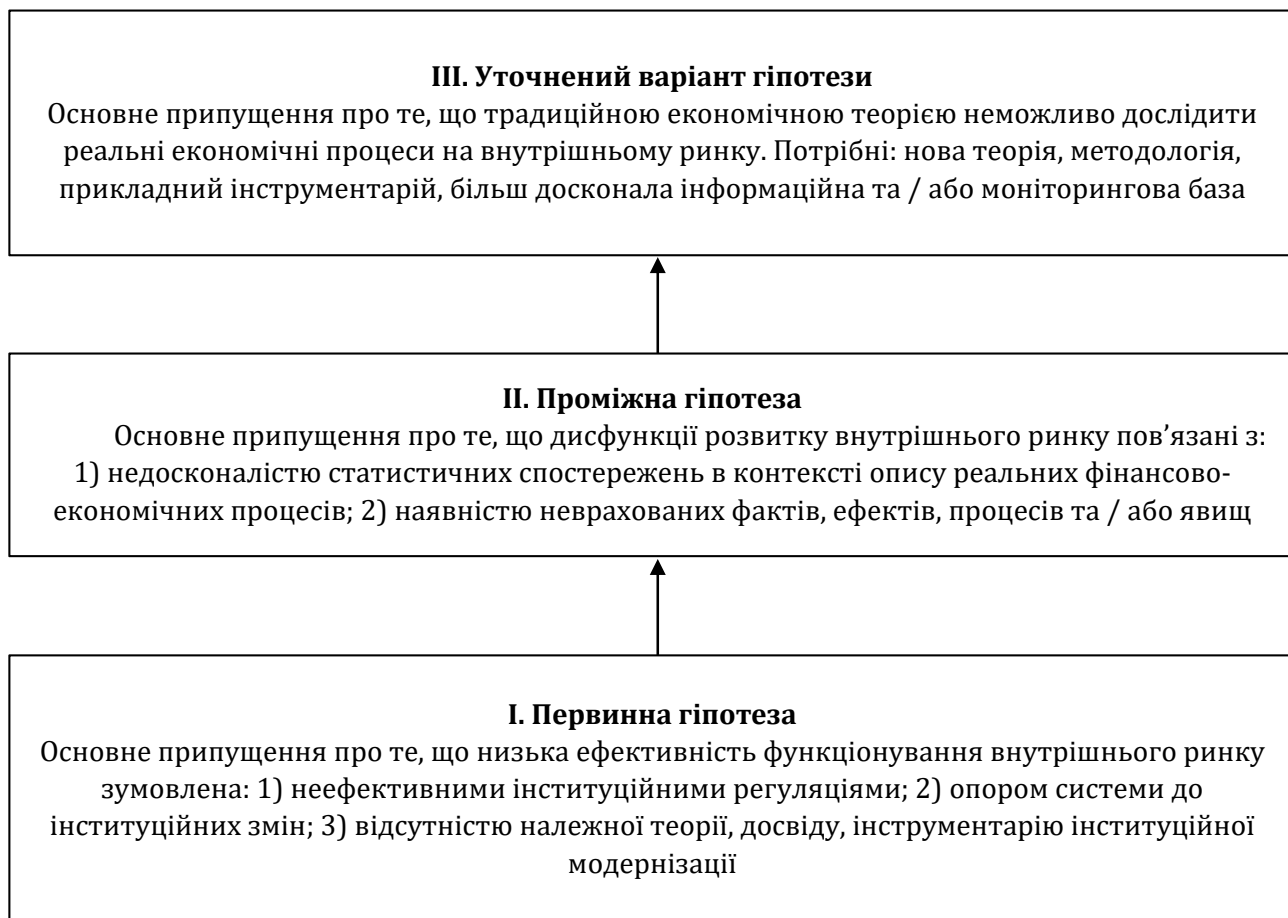 III. Уточнений варіант гіпотези
Основне припущення про те, що традиційною економічною теорією неможливо дослідити
реальні економічні процеси на внутрішньому ринку. Потрібні: нова теорія, методологія,
прикладний інструментарій, більш досконала інформаційна та / або моніторингова база
II. Проміжна гіпотеза
Основне припущення про те, що дисфункції розвитку внутрішнього ринку пов’язані з:
1) недосконалістю статистичних спостережень в контексті опису реальних фінансово-
економічних процесів; 2) наявністю неврахованих фактів, ефектів, процесів та / або явищ
I. Первинна гіпотеза
Основне припущення про те, що низька ефективність функціонування внутрішнього ринку
зумовлена: 1) неефективними інституційними регуляціями; 2) опором системи до
інституційних змін; 3) відсутністю належної теорії, досвіду, інструментарію інституційної
модернізації